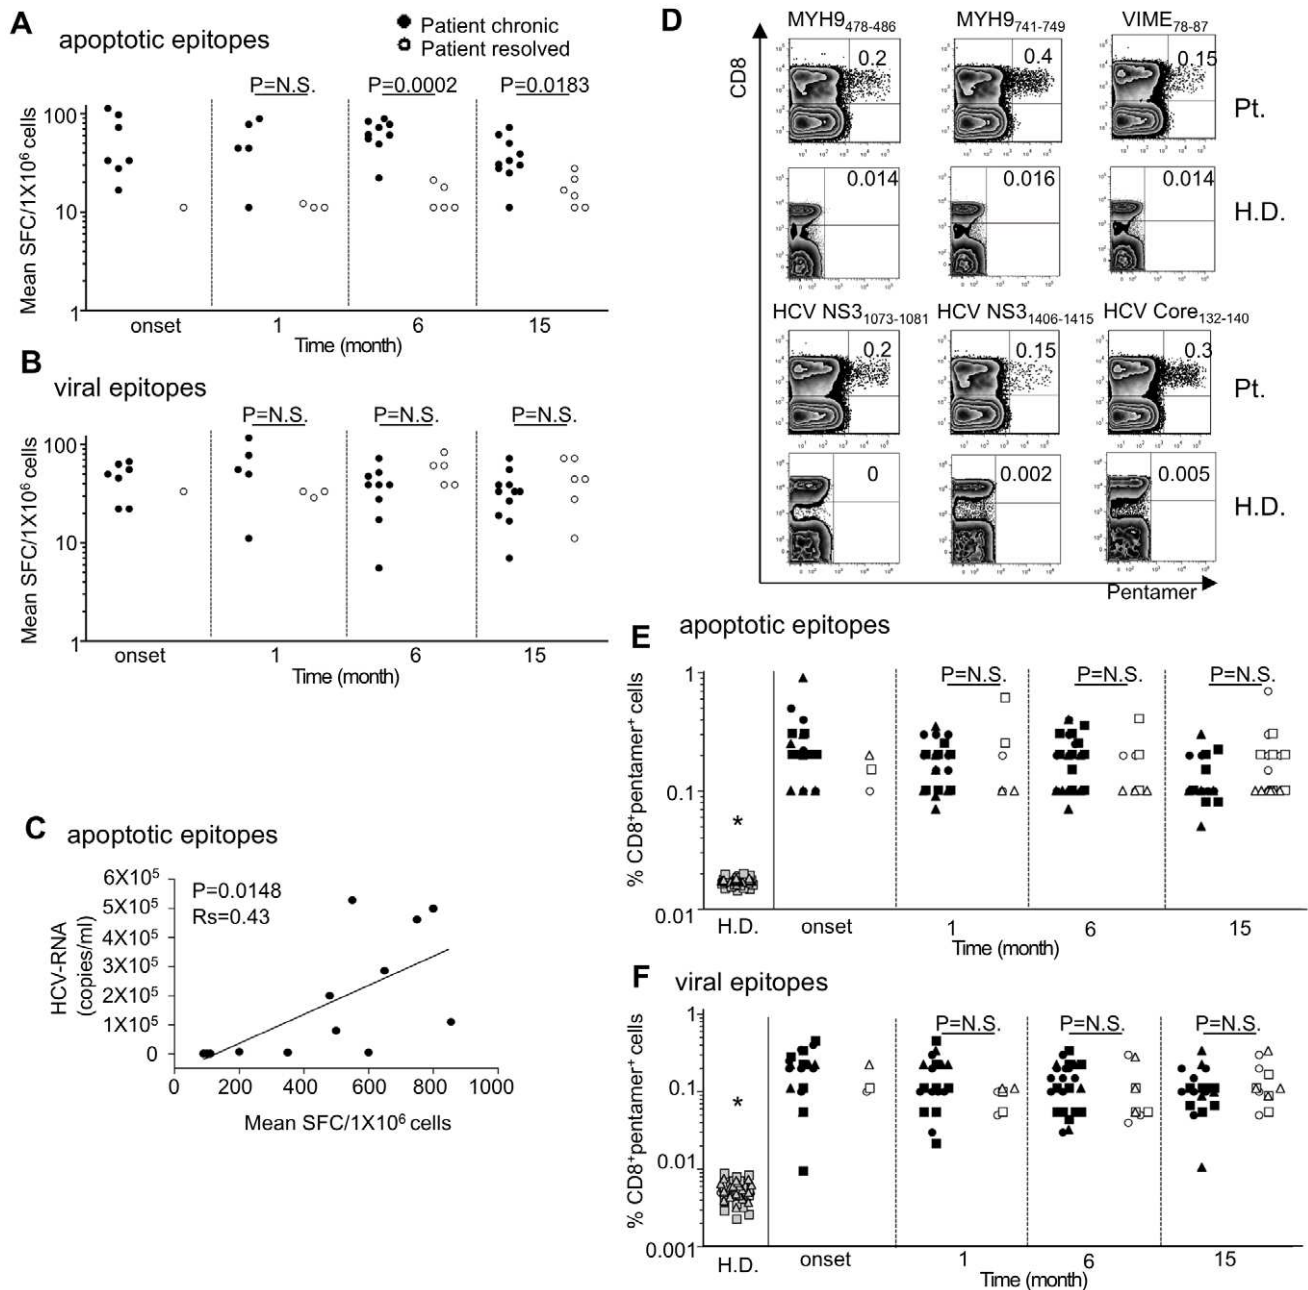 A
apoptotic epitopes
Patient chronic
Patient resolved
P=N.S.
P=0.0002
P=0.0183
100
10
1
Mean SFC/1X10⁶ cells
onset
1
6
15
Time (month)
B
viral epitopes
P=N.S.
P=N.S.
P=N.S.
100
10
1
Mean SFC/1X10⁶ cells
onset
1
6
15
Time (month)
C
apoptotic epitopes
P=0.0148
Rs=0.43
6X10⁵
5X10⁵
4X10⁵
3X10⁵
2X10⁵
1X10⁵
0
HCV-RNA
(copies/ml)
0
200
400
600
800
1000
Mean SFC/1X10⁶ cells
D
CD8
MYH9₄₇₈₋₄₈₆
MYH9₇₄₁₋₇₄₉
VIME₇₈₋₈₇
0.2
0.4
0.15
Pt.
0.014
0.016
0.014
H.D.
HCV NS3₁₀₇₃₋₁₀₈₁
HCV NS3₁₄₀₆₋₁₄₁₅
HCV Core₁₃₂₋₁₄₀
0.2
0.15
0.3
Pt.
0
0.002
0.005
H.D.
Pentamer
E
apoptotic epitopes
P=N.S.
P=N.S.
P=N.S.
1
0.1
0.01
% CD8⁺pentamer⁺ cells
*
H.D.
onset
1
6
15
Time (month)
F
viral epitopes
P=N.S.
P=N.S.
P=N.S.
1
0.1
0.01
0.001
% CD8⁺pentamer⁺ cells
*
H.D.
onset
1
6
15
Time (month)